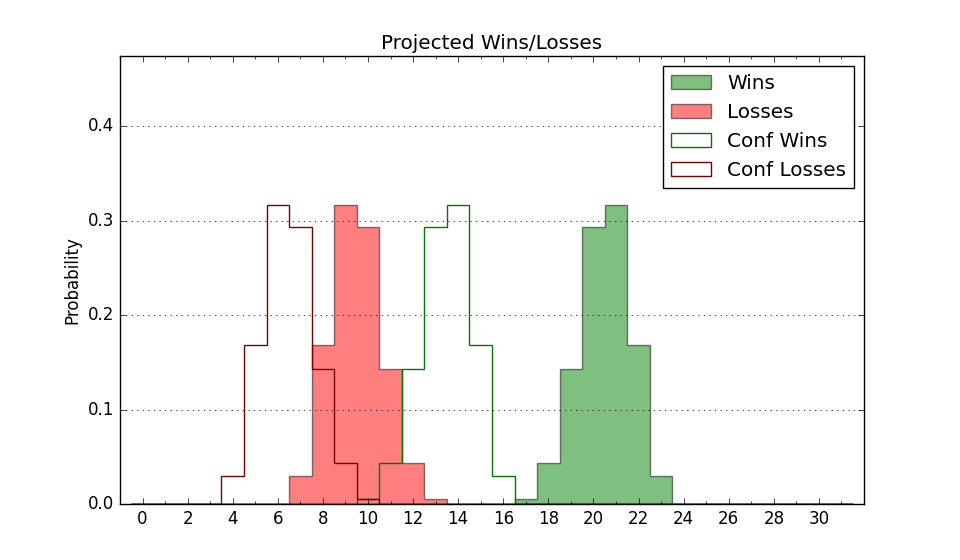 Projected Wins/Losses
Wins
Losses
Conf Wins
Conf Losses
Probability
0.4
0.3
0.2
0.1
0.0
0 2 4 6 8 10 12 14 16 18 20 22 24 26 28 30